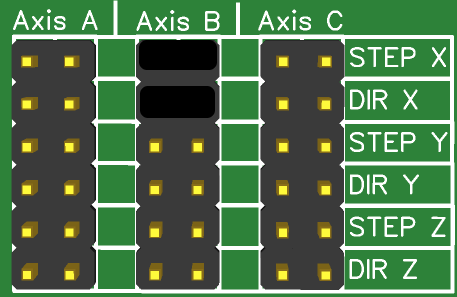 Axis A Axis B Axis C
STEP X
DIR X
STEP Y
DIR Y
STEP Z
DIR Z